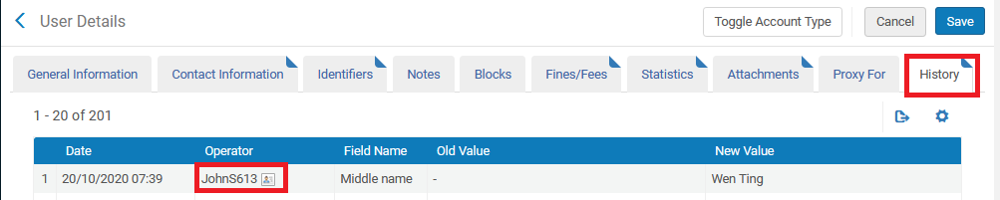 User Details Toggle Account Type Cancel Save
General Information Contact Information Identifiers Notes Blocks Fines/Fees Statistics Attachments Proxy For History
1 - 20 of 201
Date Operator Field Name Old Value New Value
1 20/10/2020 07:39 JohnS613 Middle name - Wen Ting